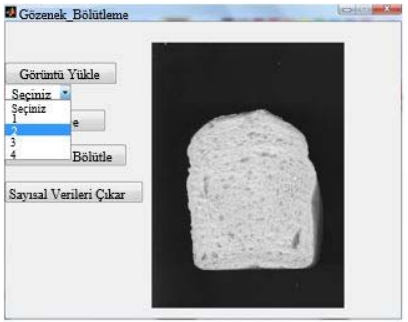 Gözenek_Bölütleme
Görüntü Yükle
Seçiniz
Seçiniz
1
e
2
3
4
Bölütle
Sayısal Verileri Çıkar